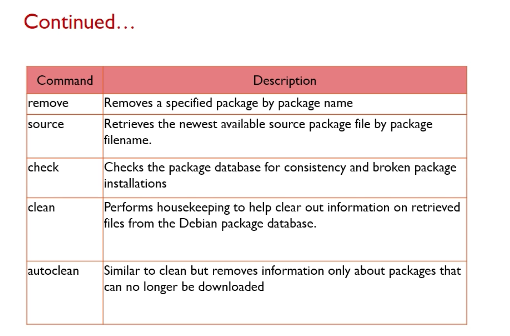 Continued…
Command Description
remove Removes a specified package by package name
source Retrieves the newest available source package file by package
filename.
check Checks the package database for consistency and broken package
installations
clean Performs housekeeping to help clear out information on retrieved
files from the Debian package database.
autoclean Similar to clean but removes information only about packages that
can no longer be downloaded